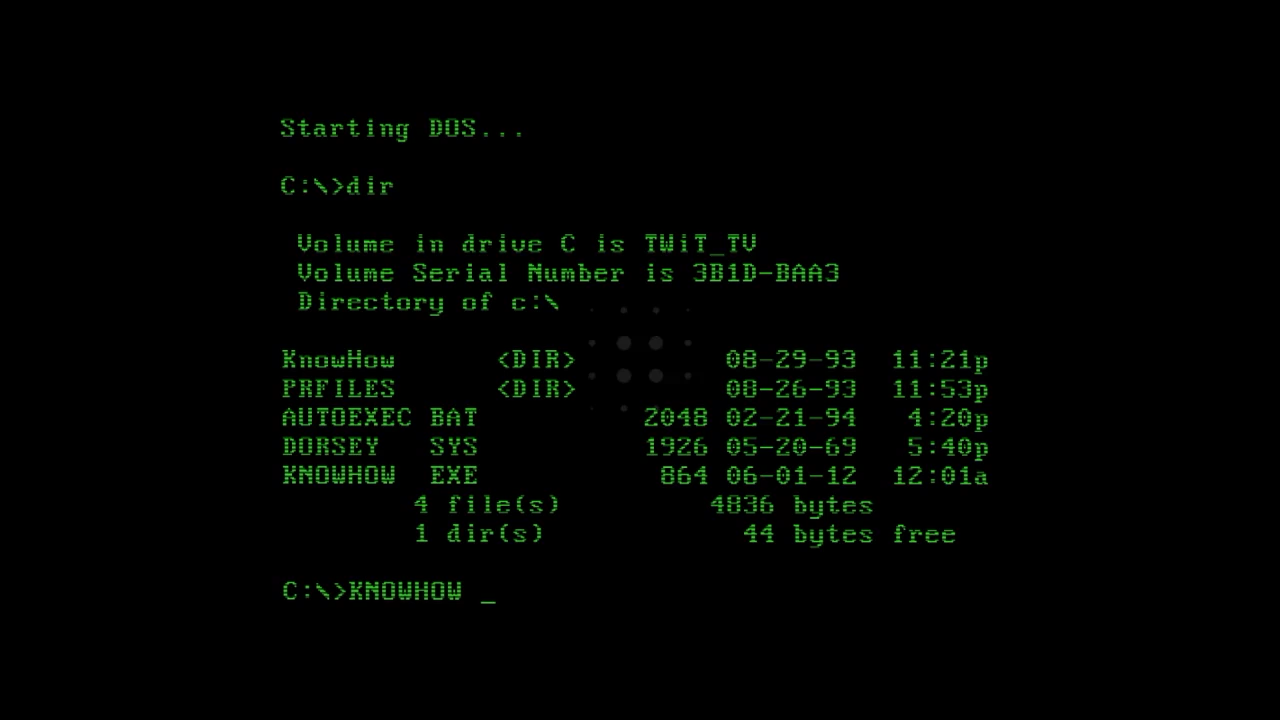 Starting DOS...
C:\>dir
Volume in drive C is TWiT_TV
Volume Serial Number is 3B1D-BAA3
Directory of c:\
KnowHow <DIR> 08-29-93 11:21p
PRFILES <DIR> 08-26-93 11:53p
AUTOEXEC BAT 2048 02-21-94 4:20p
DORSEY SYS 1926 05-20-69 5:40p
KNOWHOW EXE 864 06-01-12 12:01a
4 file(s) 4836 bytes
1 dir(s) 44 bytes free
C:\>KNOWHOW _